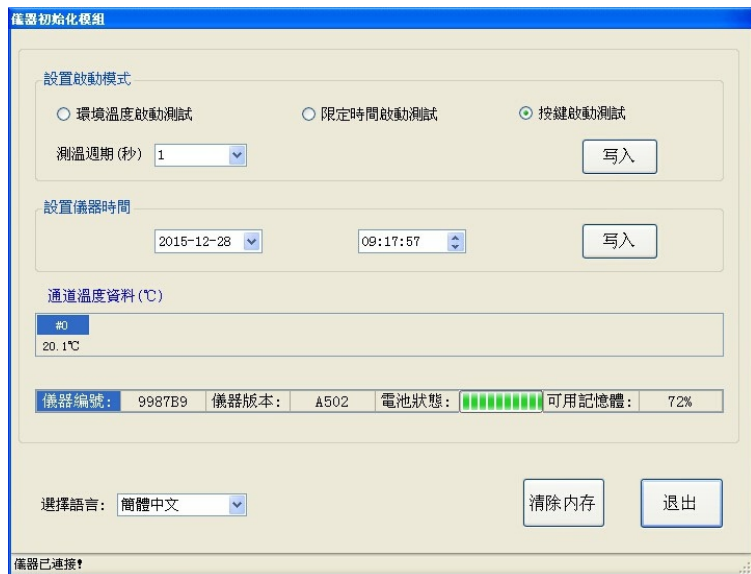 儀器初始化模組
設置啟動模式
環境溫度啟動測試 限定時間啟動測試 按鍵啟動測試
測溫週期(秒) 1 写入
設置儀器時間
2015-12-28 09:17:57 写入
通道溫度資料(℃)
#0
20.1℃
儀器編號: 9987B9 儀器版本: A502 電池狀態: 可用記憶體: 72%
選擇語言: 簡體中文 清除内存 退出
儀器已連接!